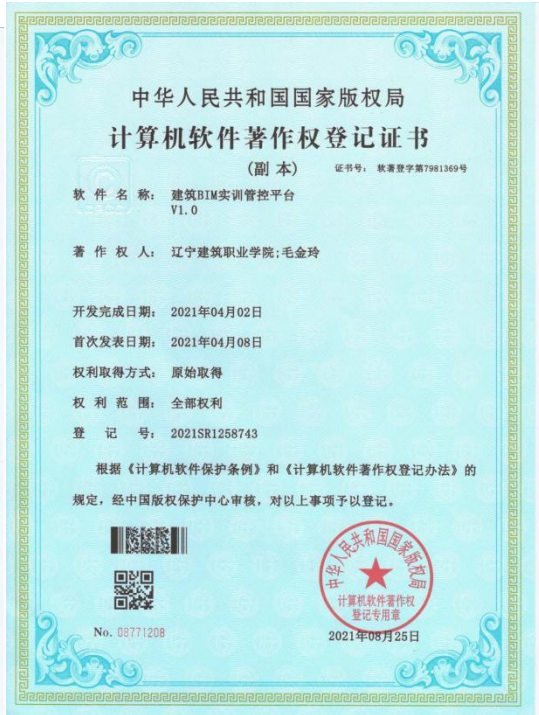 中华人民共和国国家版权局
计算机软件著作权登记证书
(副 本)
证书号： 软著登字第7981369号
软 件 名 称： 建筑BIM实训管控平台
V1.0
著 作 权 人： 辽宁建筑职业学院;毛金玲
开发完成日期： 2021年04月02日
首次发表日期： 2021年04月08日
权利取得方式： 原始取得
权 利 范 围： 全部权利
登 记 号： 2021SR1258743
根据《计算机软件保护条例》和《计算机软件著作权登记办法》的
规定，经中国版权保护中心审核，对以上事项予以登记。
中华人民共和国国家版权局
计算机软件著作权
登记专用章
No. 08771208
2021年08月25日